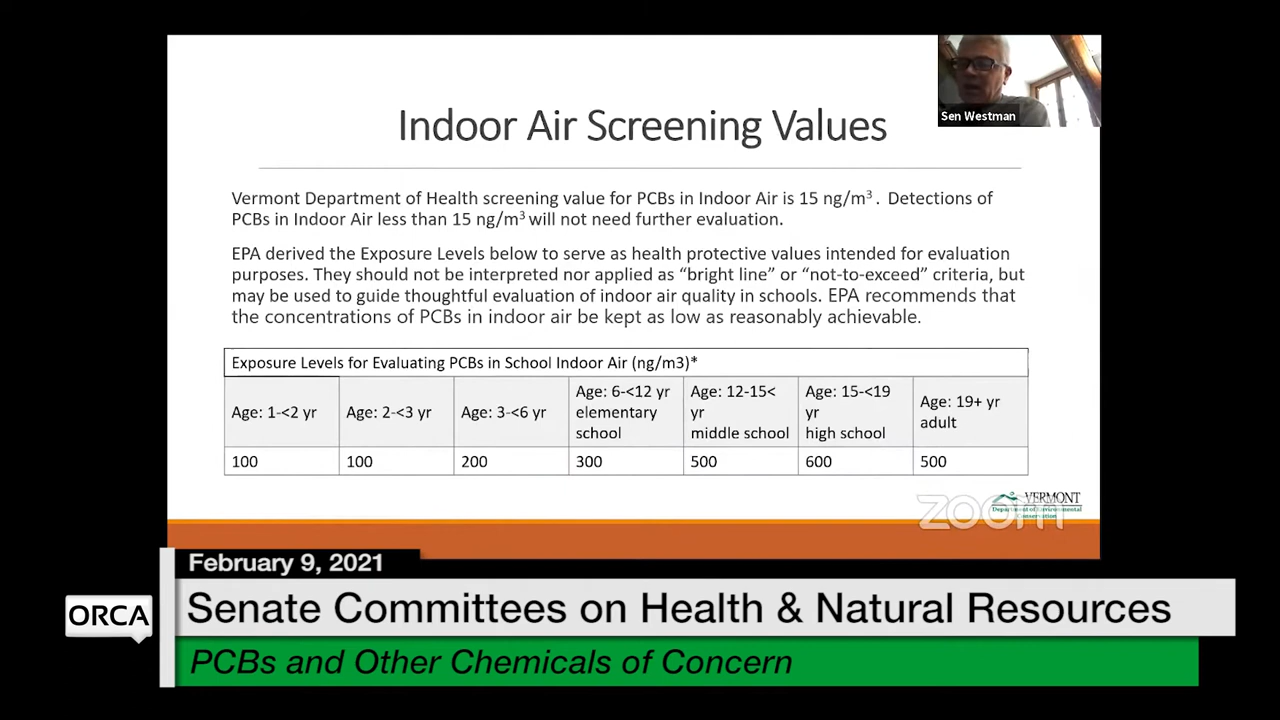 Sen Westman
Indoor Air Screening Values
Vermont Department of Health screening value for PCBs in Indoor Air is 15 ng/m³ . Detections of
PCBs in Indoor Air less than 15 ng/m³ will not need further evaluation.
EPA derived the Exposure Levels below to serve as health protective values intended for evaluation
purposes. They should not be interpreted nor applied as “bright line” or “not-to-exceed” criteria, but
may be used to guide thoughtful evaluation of indoor air quality in schools. EPA recommends that
the concentrations of PCBs in indoor air be kept as low as reasonably achievable.
Exposure Levels for Evaluating PCBs in School Indoor Air (ng/m3)*
Age: 1-<2 yr
Age: 2-<3 yr
Age: 3-<6 yr
Age: 6-<12 yr
elementary
school
Age: 12-15<
yr
middle school
Age: 15-<19
yr
high school
Age: 19+ yr
adult
100
100
200
300
500
600
500
VERMONT
Department of Environmental
Conservation
zoom
February 9, 2021
ORCA
Senate Committees on Health & Natural Resources
PCBs and Other Chemicals of Concern